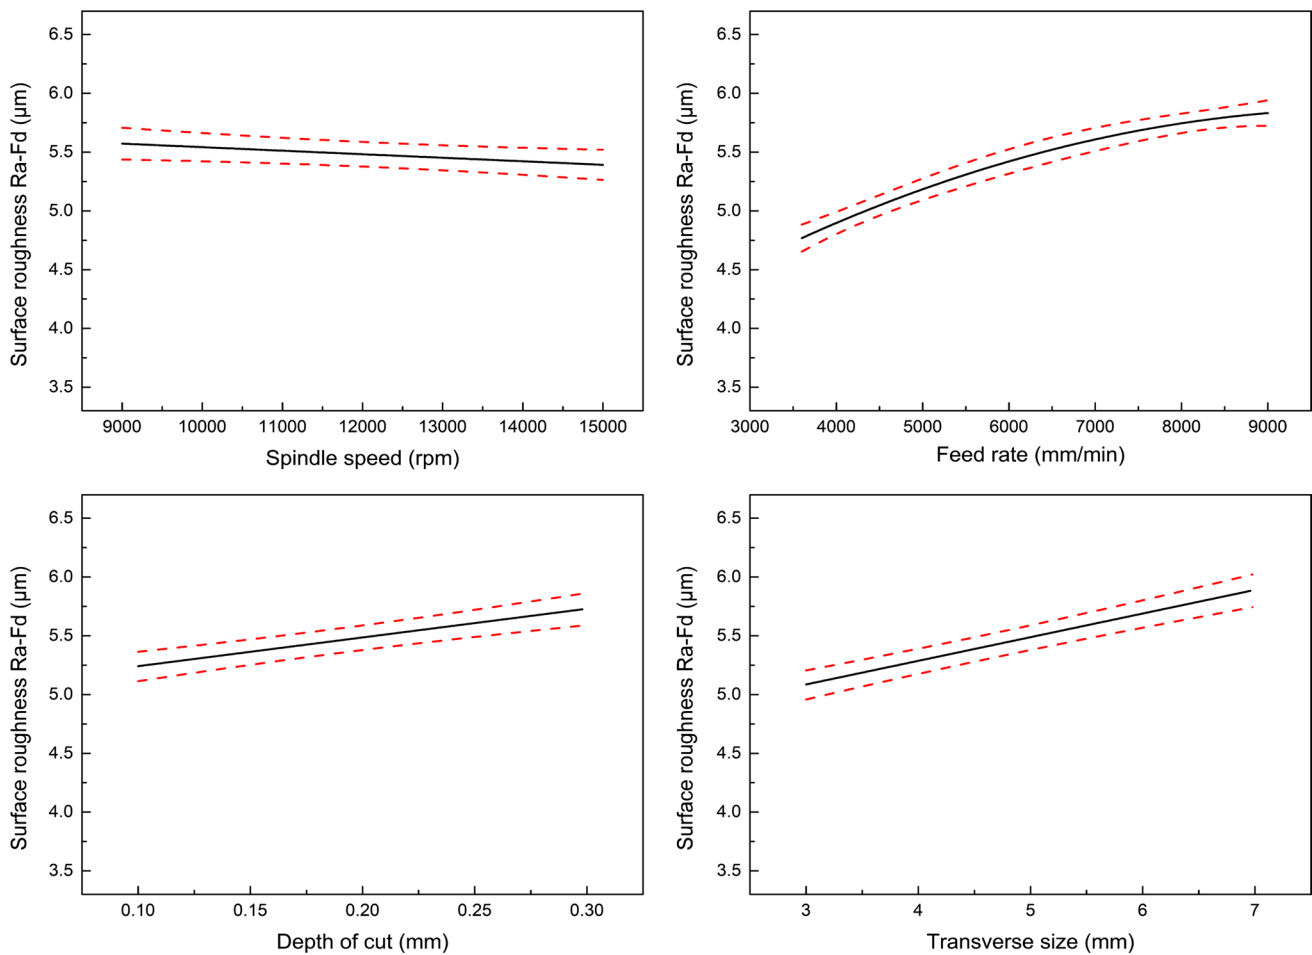 Surface roughness Ra-Fd (μm)
6.5
6.0
5.5
5.0
4.5
4.0
3.5
9000 10000 11000 12000 13000 14000 15000
Spindle speed (rpm)
Surface roughness Ra-Fd (μm)
6.5
6.0
5.5
5.0
4.5
4.0
3.5
3000 4000 5000 6000 7000 8000 9000
Feed rate (mm/min)
Surface roughness Ra-Fd (μm)
6.5
6.0
5.5
5.0
4.5
4.0
3.5
0.10 0.15 0.20 0.25 0.30
Depth of cut (mm)
Surface roughness Ra-Fd (μm)
6.5
6.0
5.5
5.0
4.5
4.0
3.5
3 4 5 6 7
Transverse size (mm)